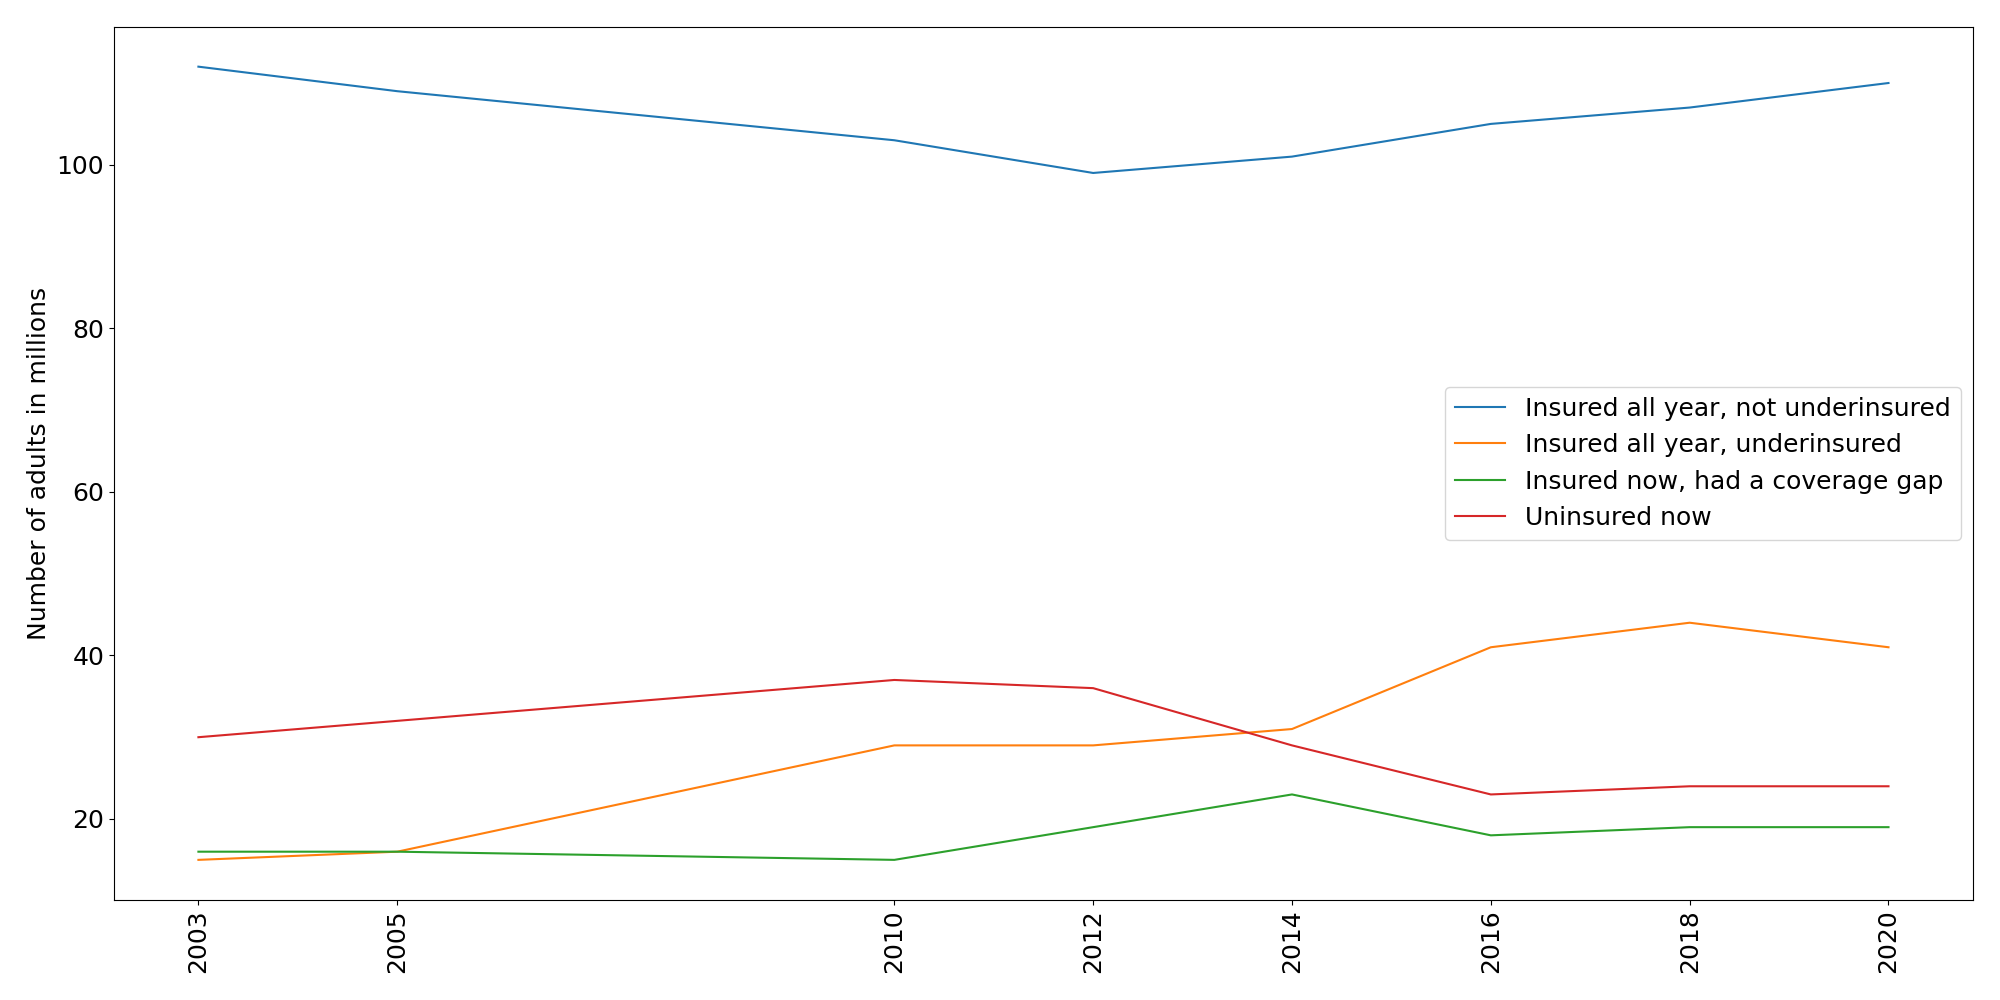 Number of adults in millions
100
80
60
40
20
Insured all year, not underinsured
Insured all year, underinsured
Insured now, had a coverage gap
Uninsured now
2003
2005
2010
2012
2014
2016
2018
2020